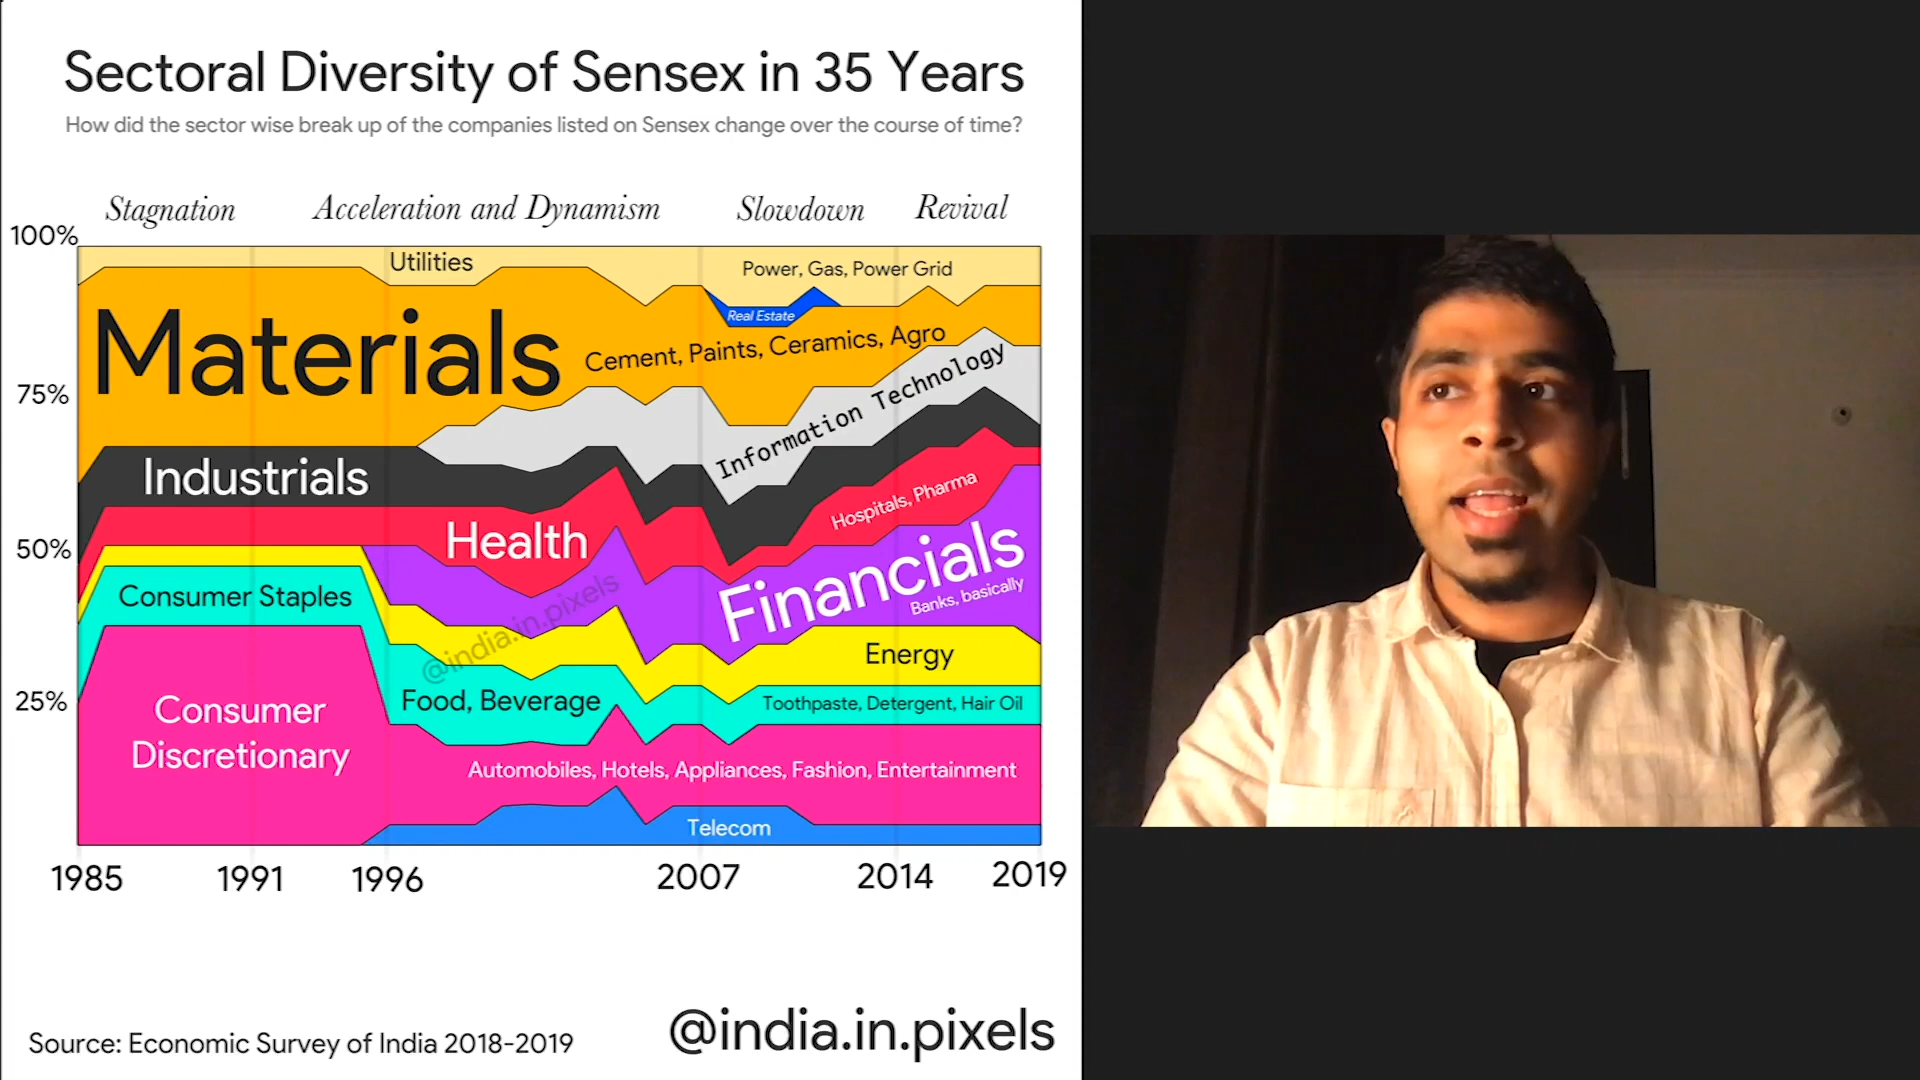 Sectoral Diversity of Sensex in 35 Years
How did the sector wise break up of the companies listed on Sensex change over the course of time?
Stagnation
Acceleration and Dynamism
Slowdown
Revival
100%
75%
50%
25%
Utilities
Power, Gas, Power Grid
Real Estate
Materials
Cement, Paints, Ceramics, Agro
Information Technology
Industrials
Hospitals, Pharma
Health
Financials
Banks, basically
@india.in.pixels
Consumer Staples
Energy
Food, Beverage
Toothpaste, Detergent, Hair Oil
Consumer
Discretionary
Automobiles, Hotels, Appliances, Fashion, Entertainment
Telecom
1985
1991
1996
2007
2014
2019
Source: Economic Survey of India 2018-2019
@india.in.pixels